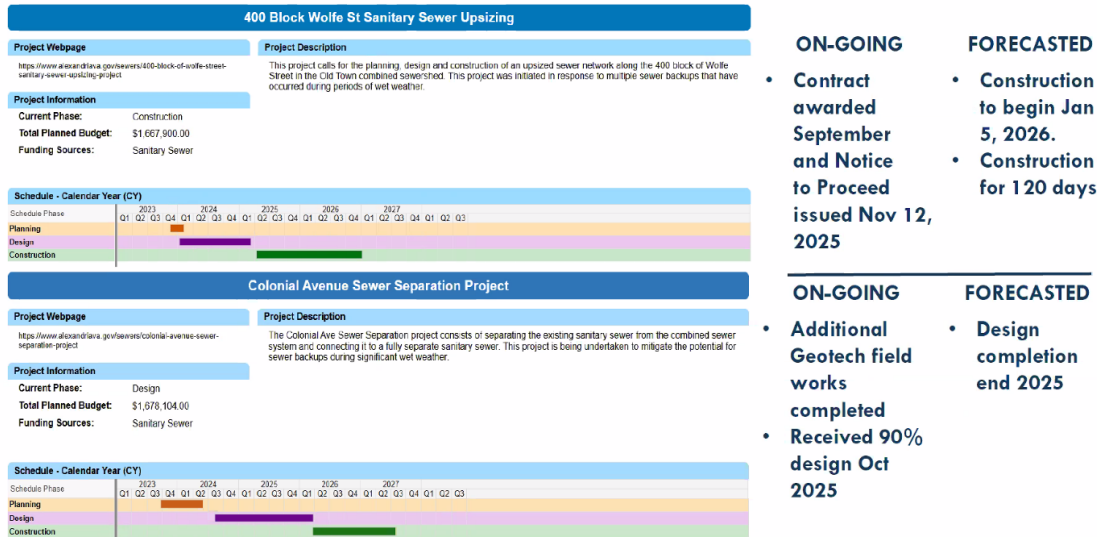 400 Block Wolfe St Sanitary Sewer Upsizing
Project Webpage
https://www.alexandriava.gov/sewers/400-block-of-wolfe-street-
sanitary-sewer-upsizing-project
Project Description
This project calls for the planning, design and construction of an upsized sewer network along the 400 block of Wolfe
Street in the Old Town combined sewershed. This project was initiated in response to multiple sewer backups that have
occurred during periods of wet weather.
Project Information
Current Phase: Construction
Total Planned Budget: $1,667,900.00
Funding Sources: Sanitary Sewer
Schedule - Calendar Year (CY)
Schedule Phase
2023 2024 2025 2026 2027
Q1 Q2 Q3 Q4 Q1 Q2 Q3 Q4 Q1 Q2 Q3 Q4 Q1 Q2 Q3 Q4 Q1 Q2 Q3 Q4 Q1 Q2 Q3
Planning
Design
Construction
ON-GOING
• Contract
awarded
September
and Notice
to Proceed
issued Nov 12,
2025
FORECASTED
• Construction
to begin Jan
5, 2026.
• Construction
for 120 days
Colonial Avenue Sewer Separation Project
Project Webpage
https://www.alexandriava.gov/sewers/colonial-avenue-sewer-
separation-project
Project Description
The Colonial Ave Sewer Separation project consists of separating the existing sanitary sewer from the combined sewer
system and connecting it to a fully separate sanitary sewer. This project is being undertaken to mitigate the potential for
sewer backups during significant wet weather.
Project Information
Current Phase: Design
Total Planned Budget: $1,678,104.00
Funding Sources: Sanitary Sewer
Schedule - Calendar Year (CY)
Schedule Phase
2023 2024 2025 2026 2027
Q1 Q2 Q3 Q4 Q1 Q2 Q3 Q4 Q1 Q2 Q3 Q4 Q1 Q2 Q3 Q4 Q1 Q2 Q3 Q4 Q1 Q2 Q3
Planning
Design
Construction
ON-GOING
• Additional
Geotech field
works
completed
• Received 90%
design Oct
2025
FORECASTED
• Design
completion
end 2025